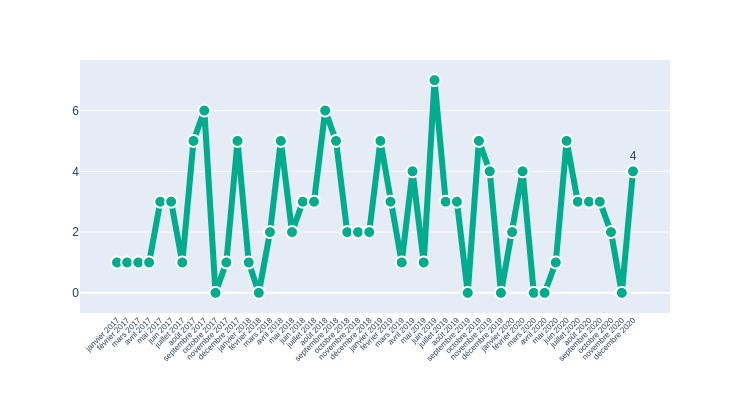 6
4
2
0
4
janvier 2017
février 2017
mars 2017
avril 2017
mai 2017
juin 2017
juillet 2017
août 2017
septembre 2017
octobre 2017
novembre 2017
décembre 2017
janvier 2018
février 2018
mars 2018
avril 2018
mai 2018
juin 2018
juillet 2018
août 2018
septembre 2018
octobre 2018
novembre 2018
décembre 2018
janvier 2019
février 2019
mars 2019
avril 2019
mai 2019
juin 2019
juillet 2019
août 2019
septembre 2019
octobre 2019
novembre 2019
décembre 2019
janvier 2020
février 2020
mars 2020
avril 2020
mai 2020
juin 2020
juillet 2020
août 2020
septembre 2020
octobre 2020
novembre 2020
décembre 2020